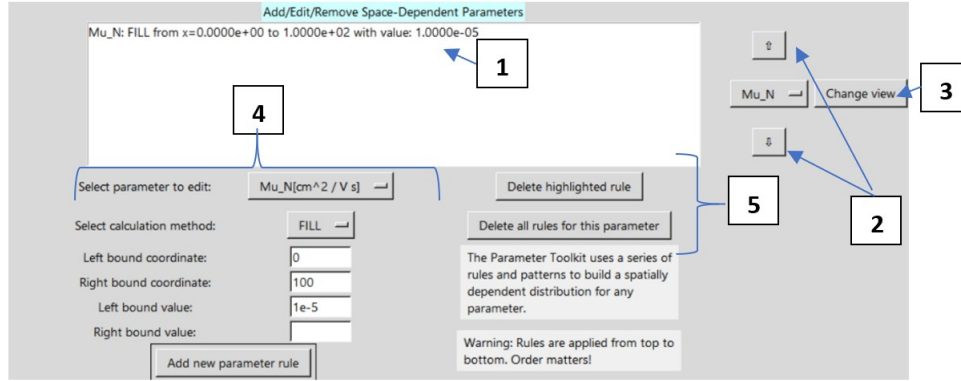 Add/Edit/Remove Space-Dependent Parameters
Mu_N: FILL from x=0.0000e+00 to 1.0000e+02 with value: 1.0000e-05
1
⇧
Mu_N
Change view
3
4
⇩
Select parameter to edit:
Mu_N[cm^2 / V s]
Delete highlighted rule
5
2
Select calculation method:
FILL
Delete all rules for this parameter
Left bound coordinate:
0
Right bound coordinate:
100
Left bound value:
1e-5
Right bound value:
Add new parameter rule
The Parameter Toolkit uses a series of
rules and patterns to build a spatially
dependent distribution for any
parameter.
Warning: Rules are applied from top to
bottom. Order matters!